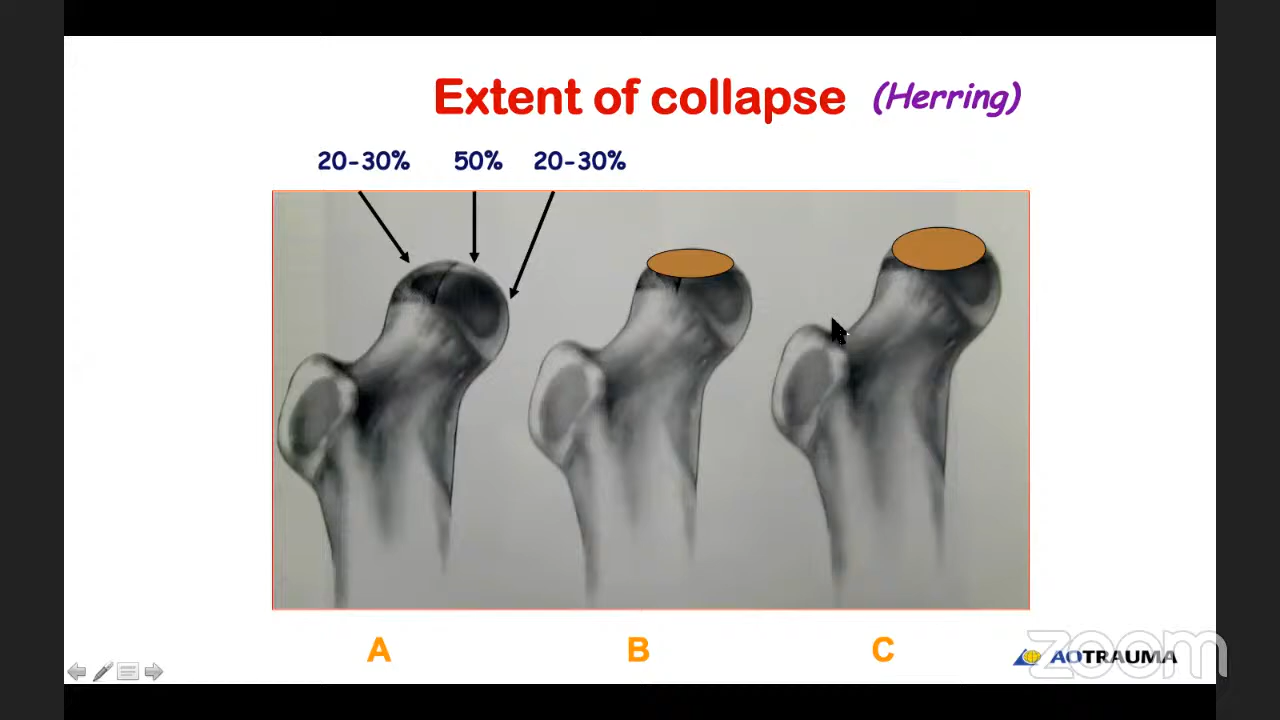 Extent of collapse (Herring)
20-30% 50% 20-30%
A B C
AOTRAUMA
zoom